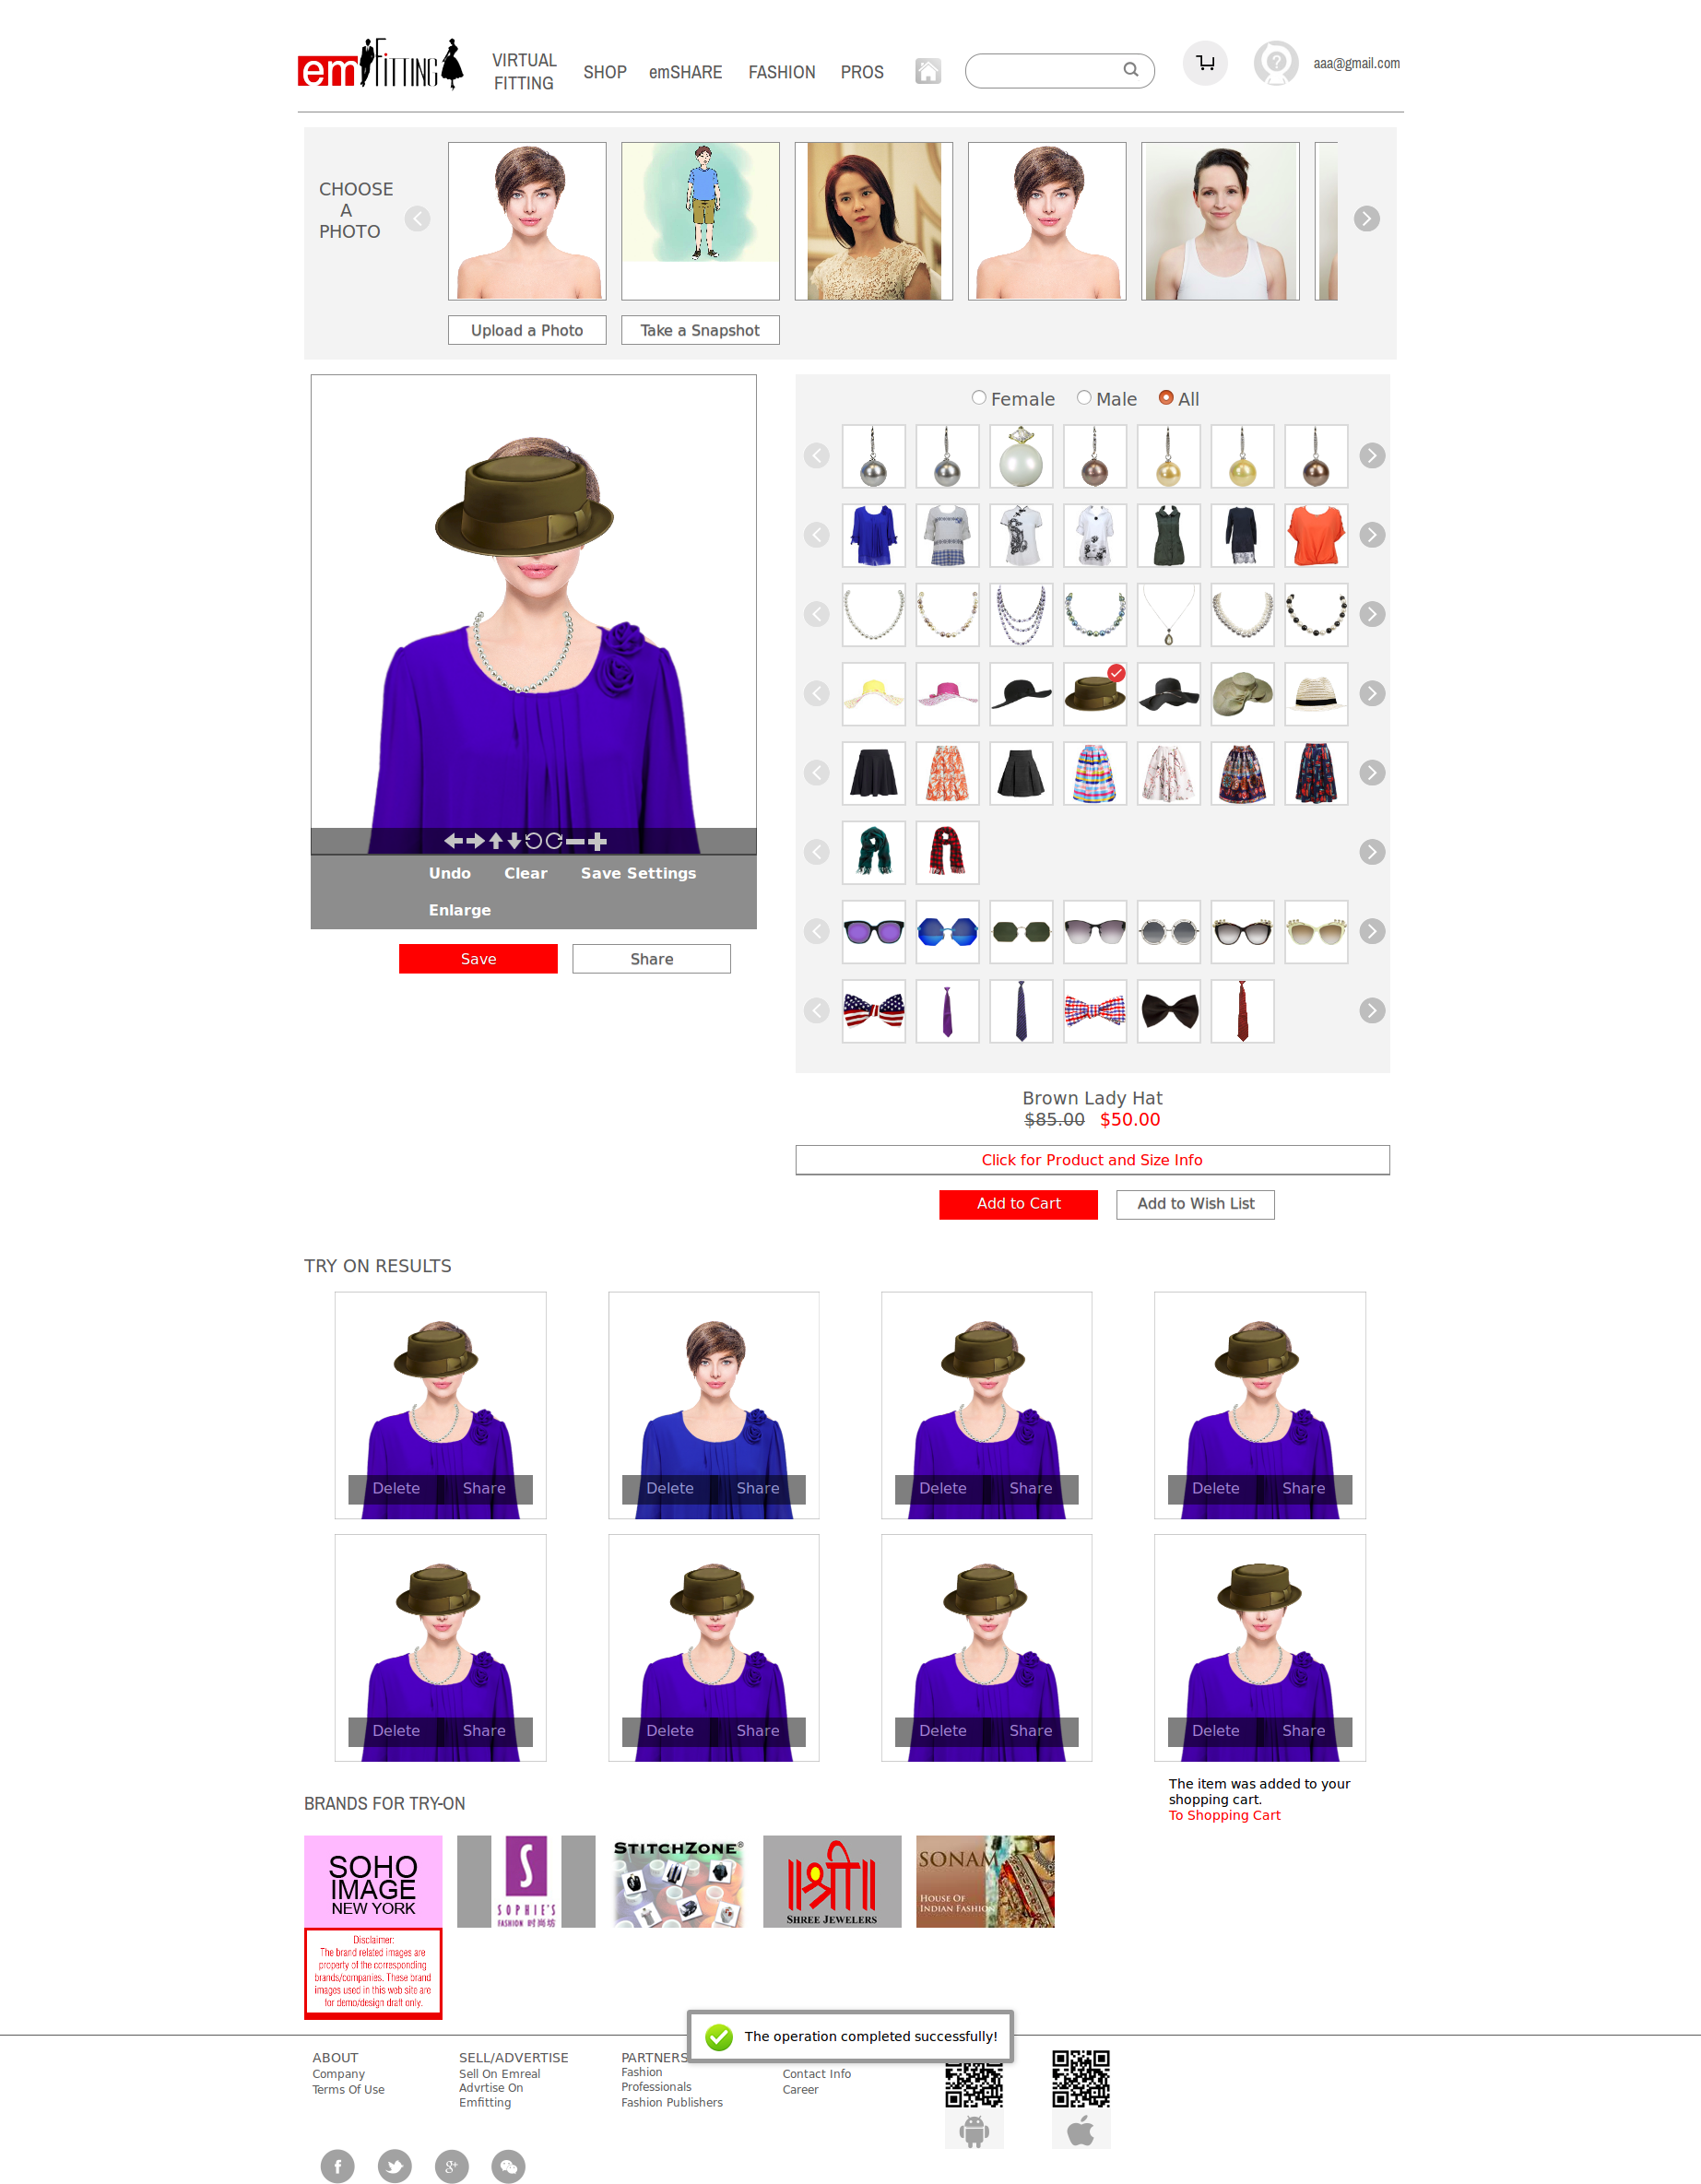 em FITTING
VIRTUAL
FITTING
SHOP
emSHARE
FASHION
PROS
aaa@gmail.com
CHOOSE
A
PHOTO
Upload a Photo
Take a Snapshot
Female
Male
All
Undo
Clear
Save Settings
Enlarge
Save
Share
Brown Lady Hat
$85.00 $50.00
Click for Product and Size Info
Add to Cart
Add to Wish List
TRY ON RESULTS
Delete Share
Delete Share
Delete Share
Delete Share
Delete Share
Delete Share
Delete Share
Delete Share
The item was added to your
shopping cart.
To Shopping Cart
BRANDS FOR TRY-ON
SOHO
IMAGE
NEW YORK
S
SOPHIE'S
FASHION 时尚坊
STITCHZONE®
॥श्री॥
SHREE JEWELERS
SONAM
HOUSE OF
INDIAN FASHION
Disclaimer:
The brand related images are
property of the corresponding
brands/companies. These brand
images used in this web site are
for demo/design draft only.
The operation completed successfully!
ABOUT
Company
Terms Of Use
SELL/ADVERTISE
Sell On Emreal
Advrtise On
Emfitting
PARTNERS
Fashion
Professionals
Fashion Publishers
Contact Info
Career
f
g+